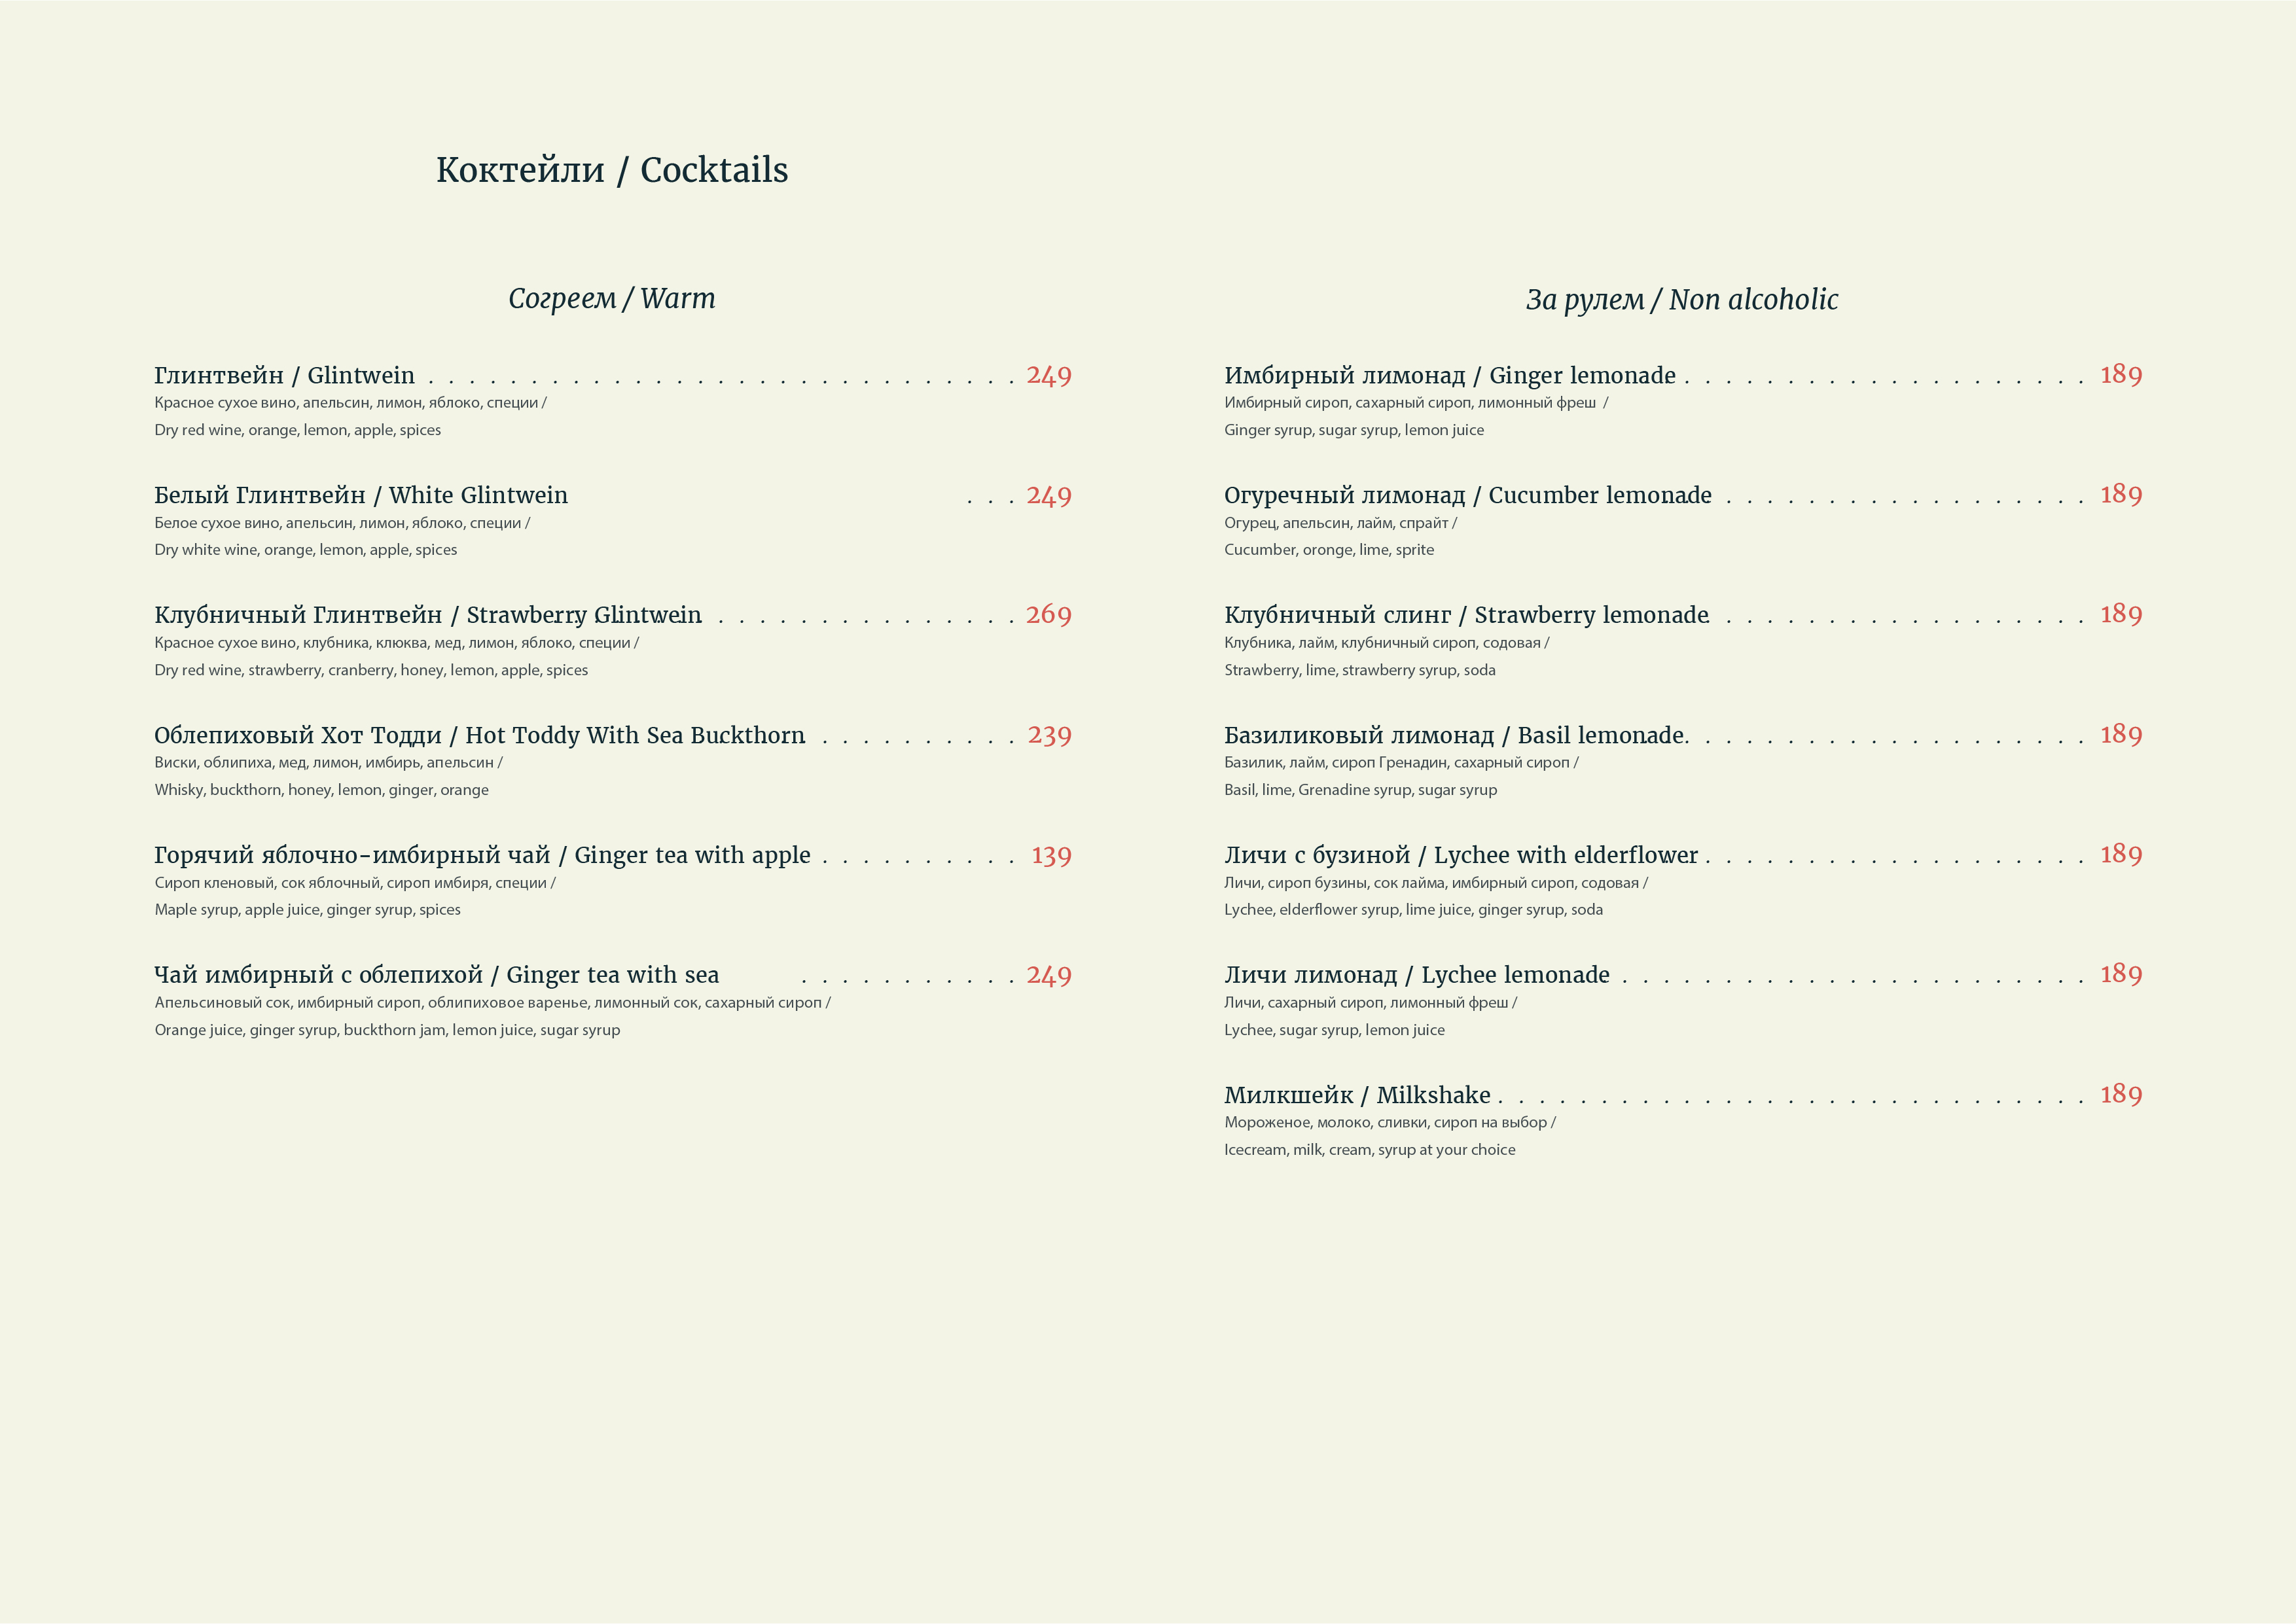 Коктейли / Cocktails
Согреем / Warm
Глинтвейн / Glintwein . . . . . . . . . . . . . . . . . . . . . . . . . . . . . 249
Красное сухое вино, апельсин, лимон, яблоко, специи /
Dry red wine, orange, lemon, apple, spices
Белый Глинтвейн / White Glintwein . . . 249
Белое сухое вино, апельсин, лимон, яблоко, специи /
Dry white wine, orange, lemon, apple, spices
Клубничный Глинтвейн / Strawberry Glintwein . . . . . . . . . . . . . . . 269
Красное сухое вино, клубника, клюква, мед, лимон, яблоко, специи /
Dry red wine, strawberry, cranberry, honey, lemon, apple, spices
Облепиховый Хот Тодди / Hot Toddy With Sea Buckthorn . . . . . . . . . . 239
Виски, облипиха, мед, лимон, имбирь, апельсин /
Whisky, buckthorn, honey, lemon, ginger, orange
Горячий яблочно-имбирный чай / Ginger tea with apple . . . . . . . . . . 139
Сироп кленовый, сок яблочный, сироп имбиря, специи /
Maple syrup, apple juice, ginger syrup, spices
Чай имбирный с облепихой / Ginger tea with sea . . . . . . . . . . . 249
Апельсиновый сок, имбирный сироп, облипиховое варенье, лимонный сок, сахарный сироп /
Orange juice, ginger syrup, buckthorn jam, lemon juice, sugar syrup
За рулем / Non alcoholic
Имбирный лимонад / Ginger lemonade . . . . . . . . . . . . . . . . . . . . 189
Имбирный сироп, сахарный сироп, лимонный фреш /
Ginger syrup, sugar syrup, lemon juice
Огуречный лимонад / Cucumber lemonade . . . . . . . . . . . . . . . . . . 189
Огурец, апельсин, лайм, спрайт /
Cucumber, oronge, lime, sprite
Клубничный слинг / Strawberry lemonade . . . . . . . . . . . . . . . . . . 189
Клубника, лайм, клубничный сироп, содовая /
Strawberry, lime, strawberry syrup, soda
Базиликовый лимонад / Basil lemonade. . . . . . . . . . . . . . . . . . . . 189
Базилик, лайм, сироп Гренадин, сахарный сироп /
Basil, lime, Grenadine syrup, sugar syrup
Личи с бузиной / Lychee with elderflower . . . . . . . . . . . . . . . . . . . 189
Личи, сироп бузины, сок лайма, имбирный сироп, содовая /
Lychee, elderflower syrup, lime juice, ginger syrup, soda
Личи лимонад / Lychee lemonade . . . . . . . . . . . . . . . . . . . . . . . 189
Личи, сахарный сироп, лимонный фреш /
Lychee, sugar syrup, lemon juice
Милкшейк / Milkshake . . . . . . . . . . . . . . . . . . . . . . . . . . . . . 189
Мороженое, молоко, сливки, сироп на выбор /
Icecream, milk, cream, syrup at your choice